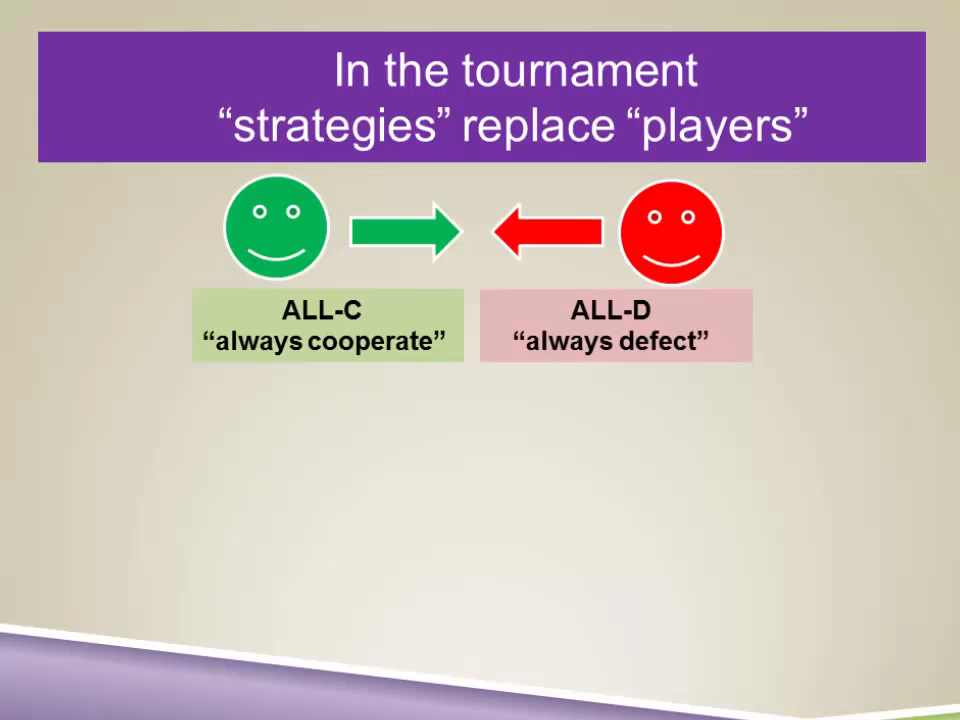 In the tournament
“strategies” replace “players”
ALL-C
“always cooperate”
ALL-D
“always defect”